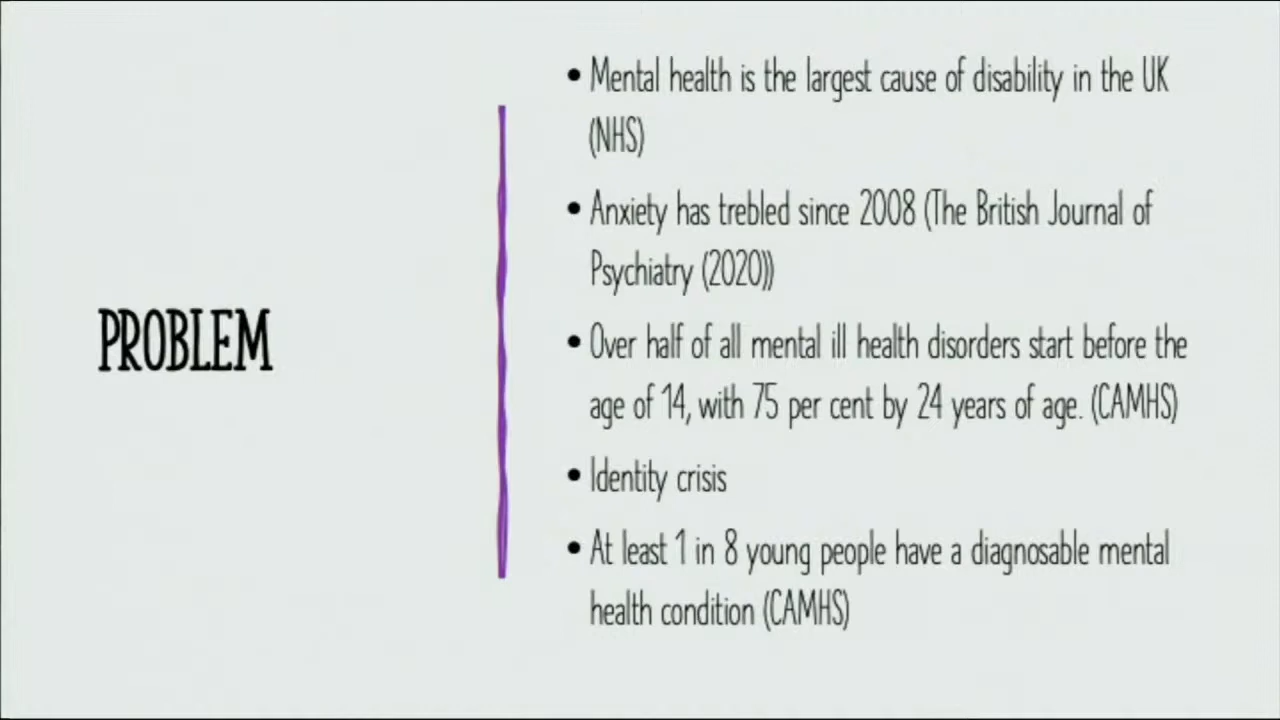 PROBLEM
• Mental health is the largest cause of disability in the UK
(NHS)
• Anxiety has trebled since 2008 (The British Journal of
Psychiatry (2020))
• Over half of all mental ill health disorders start before the
age of 14, with 75 per cent by 24 years of age. (CAMHS)
• Identity crisis
• At least 1 in 8 young people have a diagnosable mental
health condition (CAMHS)